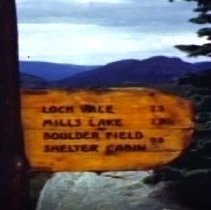 LOCH VALE
MILLS LAKE
BOULDER FIELD
SHELTER CABIN